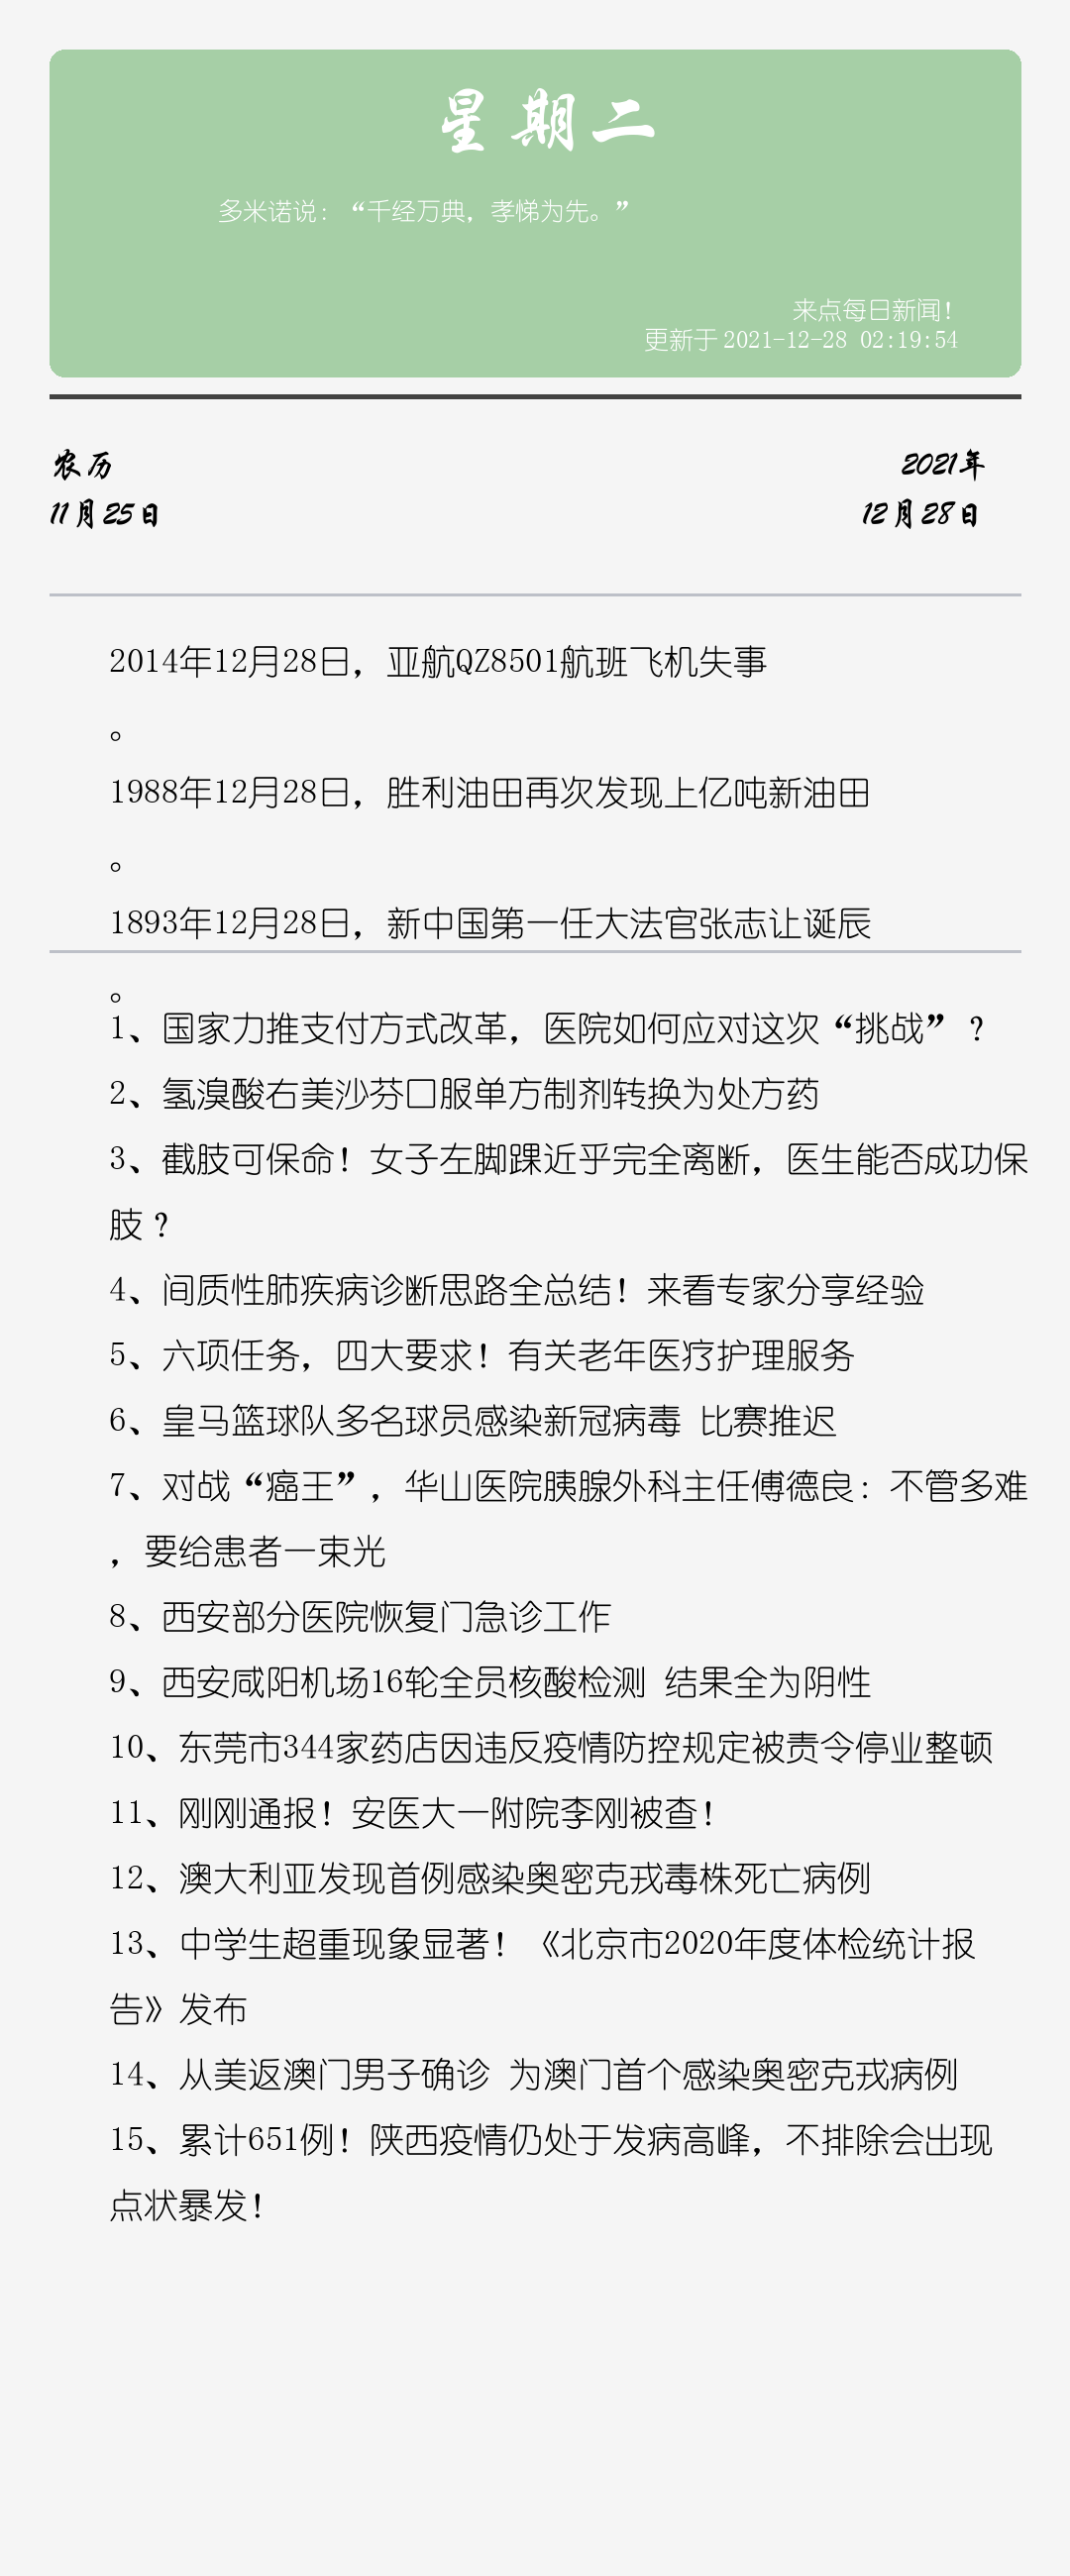 星期二
多米诺说：“千经万典，孝悌为先。”
来点每日新闻！
更新于 2021-12-28 02:19:54
农历
2021年
11月25日
12月28日
2014年12月28日，亚航QZ8501航班飞机失事
。
1988年12月28日，胜利油田再次发现上亿吨新油田
。
1893年12月28日，新中国第一任大法官张志让诞辰
。
1、国家力推支付方式改革，医院如何应对这次“挑战”？
2、氢溴酸右美沙芬口服单方制剂转换为处方药
3、截肢可保命！女子左脚踝近乎完全离断，医生能否成功保
肢？
4、间质性肺疾病诊断思路全总结！来看专家分享经验
5、六项任务，四大要求！有关老年医疗护理服务
6、皇马篮球队多名球员感染新冠病毒 比赛推迟
7、对战“癌王”，华山医院胰腺外科主任傅德良：不管多难
，要给患者一束光
8、西安部分医院恢复门急诊工作
9、西安咸阳机场16轮全员核酸检测 结果全为阴性
10、东莞市344家药店因违反疫情防控规定被责令停业整顿
11、刚刚通报！安医大一附院李刚被查！
12、澳大利亚发现首例感染奥密克戎毒株死亡病例
13、中学生超重现象显著！《北京市2020年度体检统计报
告》发布
14、从美返澳门男子确诊 为澳门首个感染奥密克戎病例
15、累计651例！陕西疫情仍处于发病高峰，不排除会出现
点状暴发！